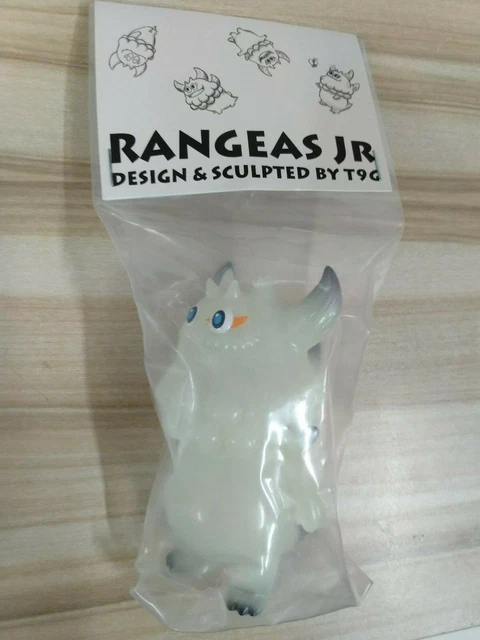 RANGEAS JR
DESIGN & SCULPTED BY T9G